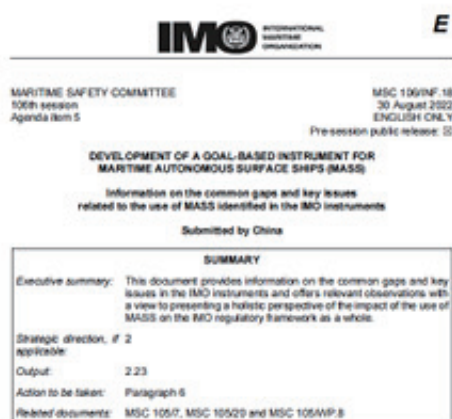 E
IMO
INTERNATIONAL
MARITIME
ORGANIZATION
MARITIME SAFETY COMMITTEE
106th session
Agenda item 5
MSC 106/INF.18
30 August 2022
ENGLISH ONLY
Pre-session public release: ☒
DEVELOPMENT OF A GOAL-BASED INSTRUMENT FOR
MARITIME AUTONOMOUS SURFACE SHIPS (MASS)
Information on the common gaps and key issues
related to the use of MASS identified in the IMO instruments
Submitted by China
SUMMARY
Executive summary: This document provides information on the common gaps and key
issues in the IMO instruments and offers relevant observations with
a view to presenting a holistic perspective of the impact of the use of
MASS on the IMO regulatory framework as a whole.
Strategic direction, if 2
applicable:
Output: 2.23
Action to be taken: Paragraph 6
Related documents: MSC 105/7, MSC 105/20 and MSC 105/WP.8